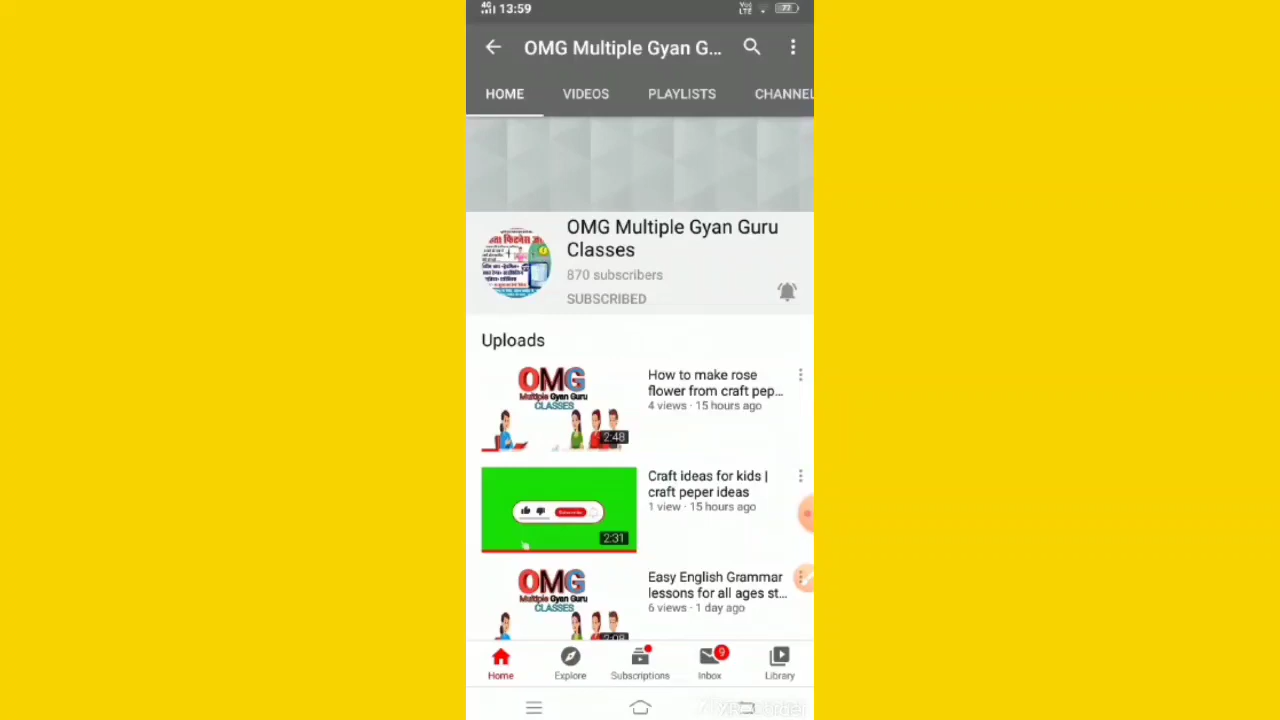 4G 13:59 VoLTE 77
OMG Multiple Gyan G...
HOME VIDEOS PLAYLISTS CHANNEL
OMG Multiple Gyan Guru
Classes
870 subscribers
SUBSCRIBED
Uploads
OMG
Multiple Gyan Guru
CLASSES
2:48
How to make rose
flower from craft pep...
4 views · 15 hours ago
Subscribe
2:31
Craft ideas for kids |
craft peper ideas
1 view · 15 hours ago
OMG
Multiple Gyan Guru
CLASSES
Easy English Grammar
lessons for all ages st...
6 views · 1 day ago
Home Explore Subscriptions 9 Inbox Library